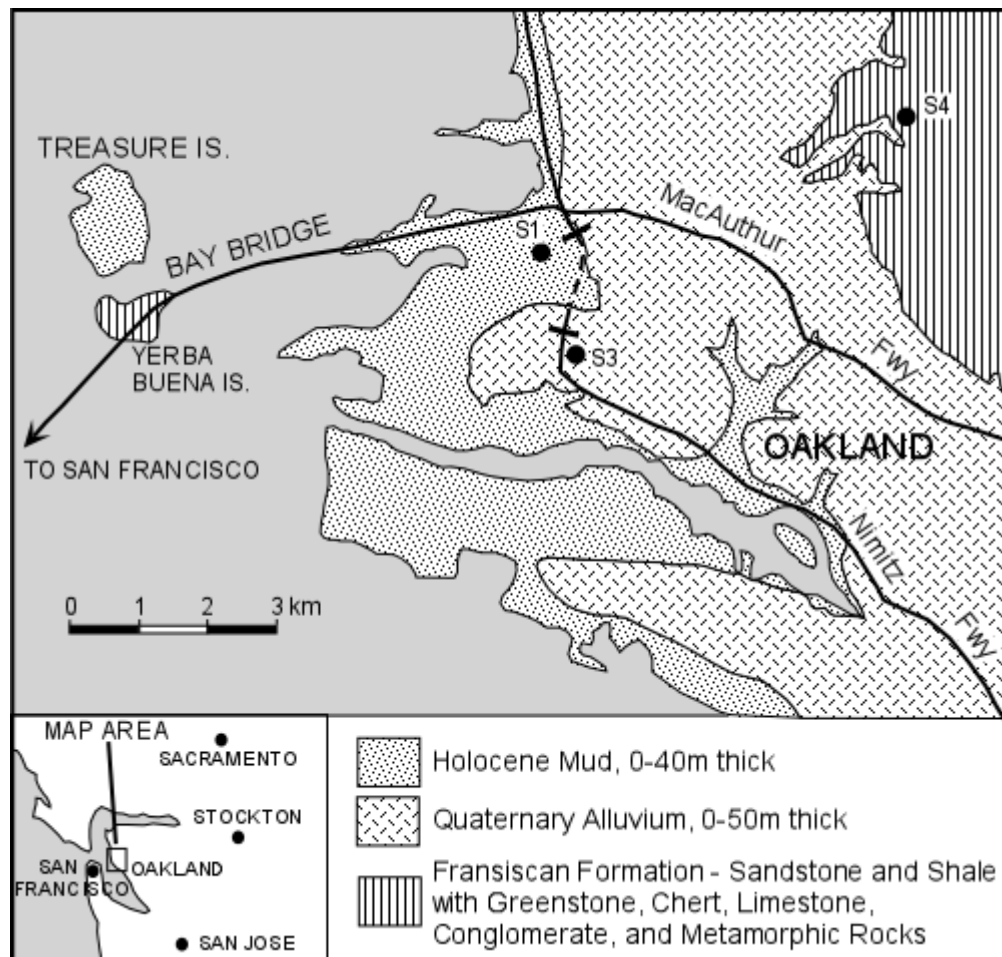 TREASURE IS.
BAY BRIDGE
YERBA
BUENA IS.
TO SAN FRANCISCO
S1
S3
S4
MacAuthur
Fwy
OAKLAND
Nimitz
Fwy
0 1 2 3 km
MAP AREA
SACRAMENTO
STOCKTON
SAN
FRANCISCO
OAKLAND
SAN JOSE
Holocene Mud, 0-40m thick
Quaternary Alluvium, 0-50m thick
Fransiscan Formation - Sandstone and Shale
with Greenstone, Chert, Limestone,
Conglomerate, and Metamorphic Rocks